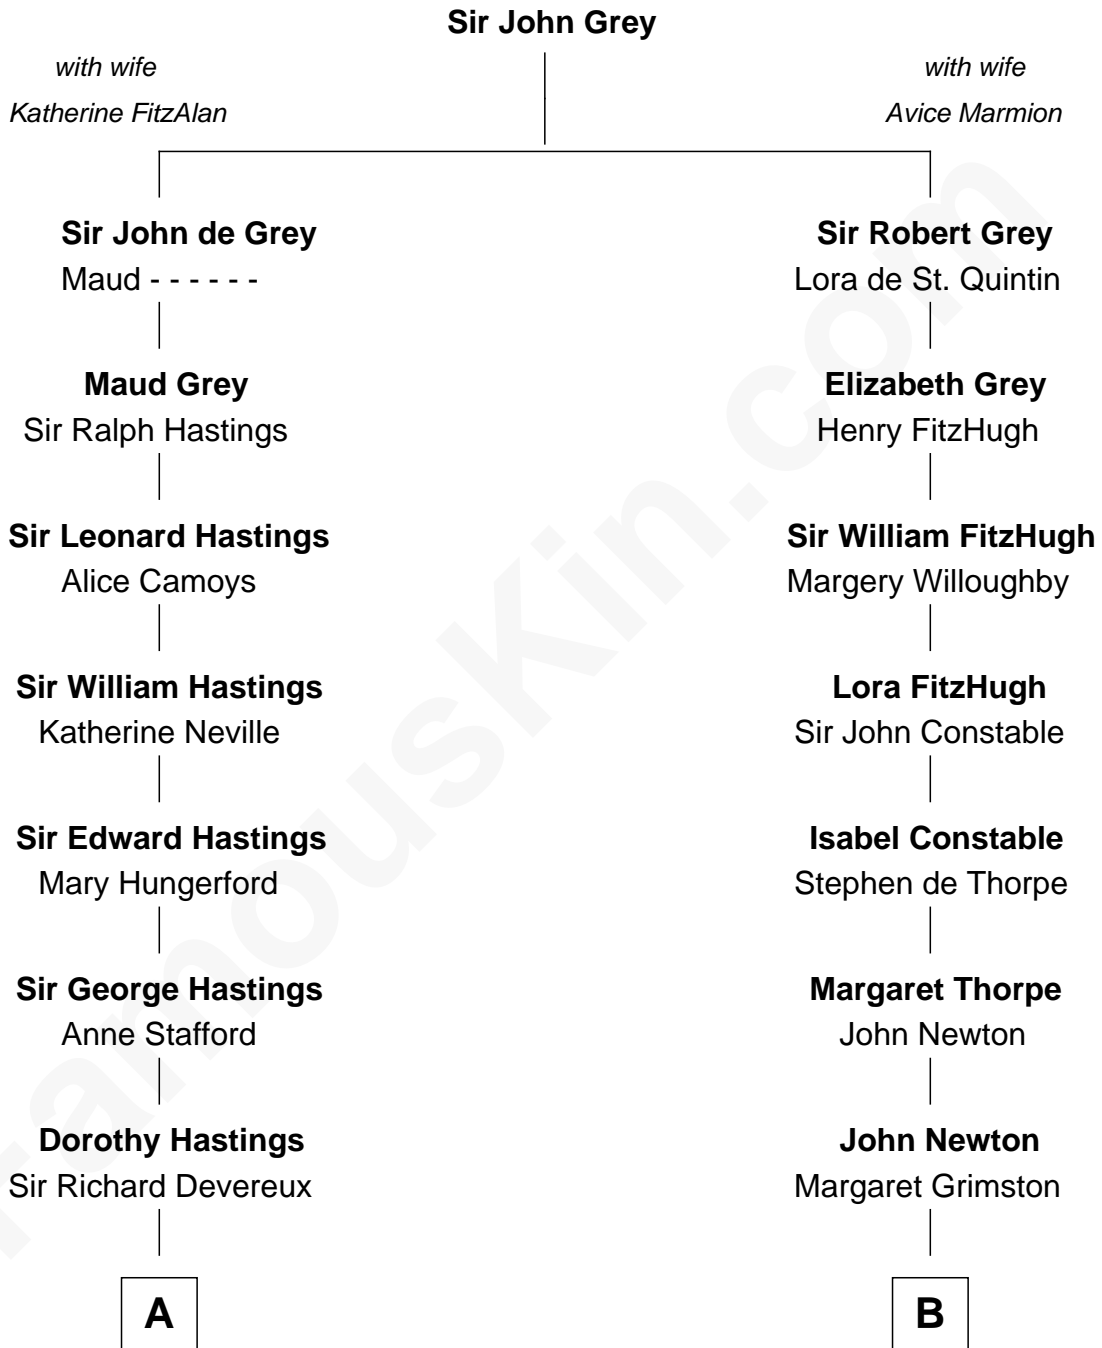 Sir John Grey
with wife
Katherine FitzAlan
with wife
Avice Marmion
Sir John de Grey
Maud - - - - - -
Sir Robert Grey
Lora de St. Quintin
Maud Grey
Sir Ralph Hastings
Elizabeth Grey
Henry FitzHugh
Sir Leonard Hastings
Alice Camoys
Sir William FitzHugh
Margery Willoughby
Sir William Hastings
Katherine Neville
Lora FitzHugh
Sir John Constable
Sir Edward Hastings
Mary Hungerford
Isabel Constable
Stephen de Thorpe
Sir George Hastings
Anne Stafford
Margaret Thorpe
John Newton
Dorothy Hastings
Sir Richard Devereux
John Newton
Margaret Grimston
A
B
famouskin.com